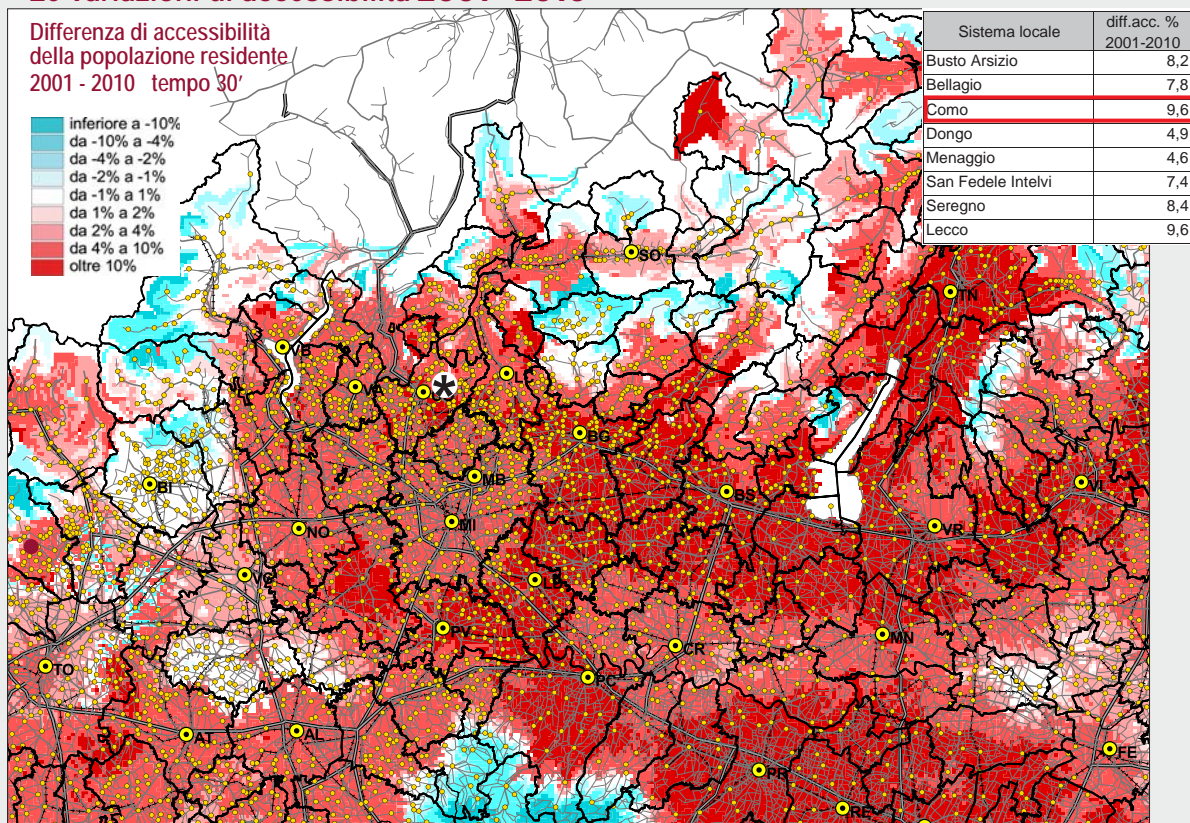 Differenza di accessibilità
della popolazione residente
2001 - 2010 tempo 30'
inferiore a -10%
da -10% a -4%
da -4% a -2%
da -2% a -1%
da -1% a 1%
da 1% a 2%
da 2% a 4%
da 4% a 10%
oltre 10%
Sistema locale diff.acc. % 2001-2010
Busto Arsizio 8,2
Bellagio 7,8
Como 9,6
Dongo 4,9
Menaggio 4,6
San Fedele Intelvi 7,4
Seregno 8,4
Lecco 9,6
SO
TN
VB
*
BG
MB
BI
BS
VI
MI
NO
VR
VC
PV
MN
CR
TO
PC
AT
AL
FE
PR
RE